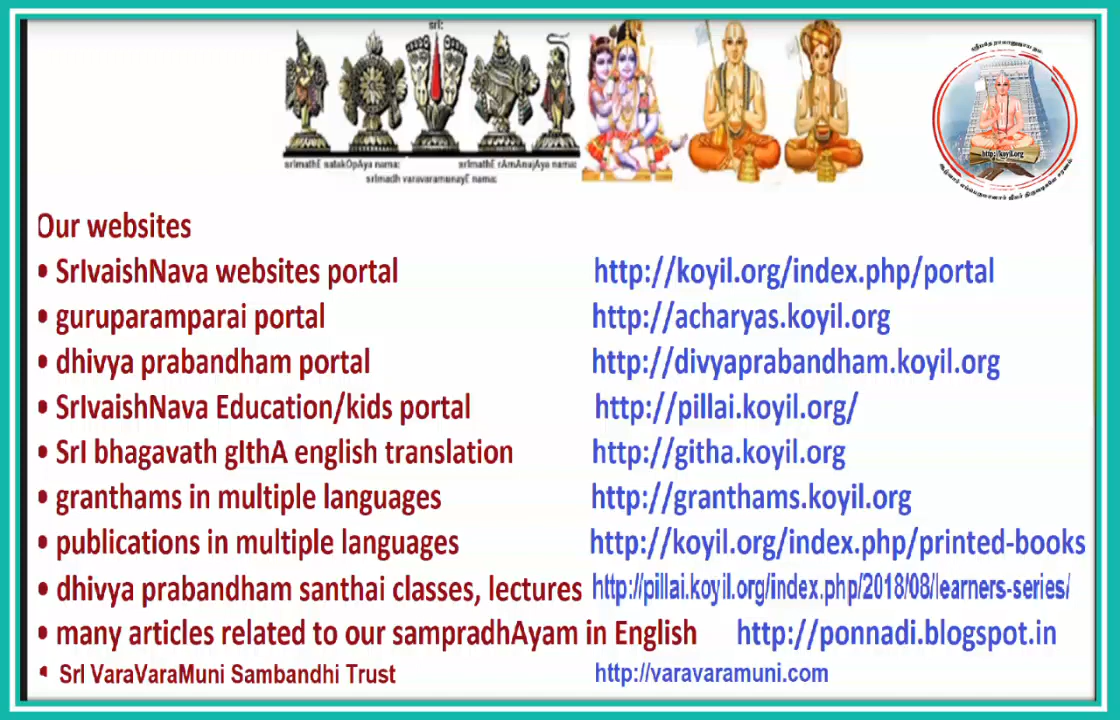 srI:
srImathE satakOpAya nama: srImathE rAmAnujAya nama:
srImadh varavaramunayE nama:
http://koyil.org
Our websites
• SrIvaishNava websites portal http://koyil.org/index.php/portal
• guruparamparai portal http://acharyas.koyil.org
• dhivya prabandham portal http://divyaprabandham.koyil.org
• SrIvaishNava Education/kids portal http://pillai.koyil.org/
• SrI bhagavath gIthA english translation http://githa.koyil.org
• granthams in multiple languages http://granthams.koyil.org
• publications in multiple languages http://koyil.org/index.php/printed-books
• dhivya prabandham santhai classes, lectures http://pillai.koyil.org/index.php/2018/08/learners-series/
• many articles related to our sampradhAyam in English http://ponnadi.blogspot.in
• SrI VaraVaraMuni Sambandhi Trust http://varavaramuni.com